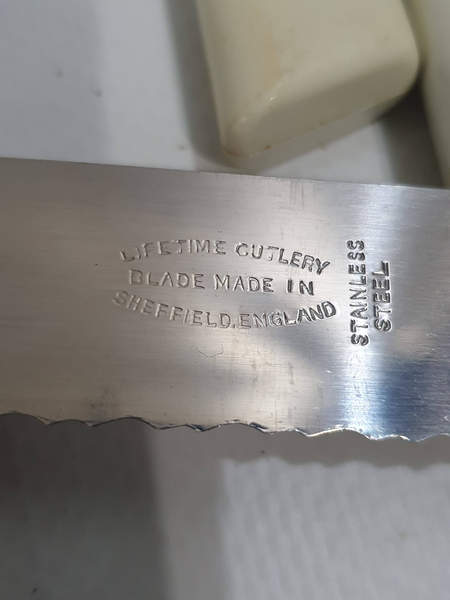 LIFETIME CUTLERY
BLADE MADE IN
SHEFFIELD, ENGLAND
STAINLESS
STEEL